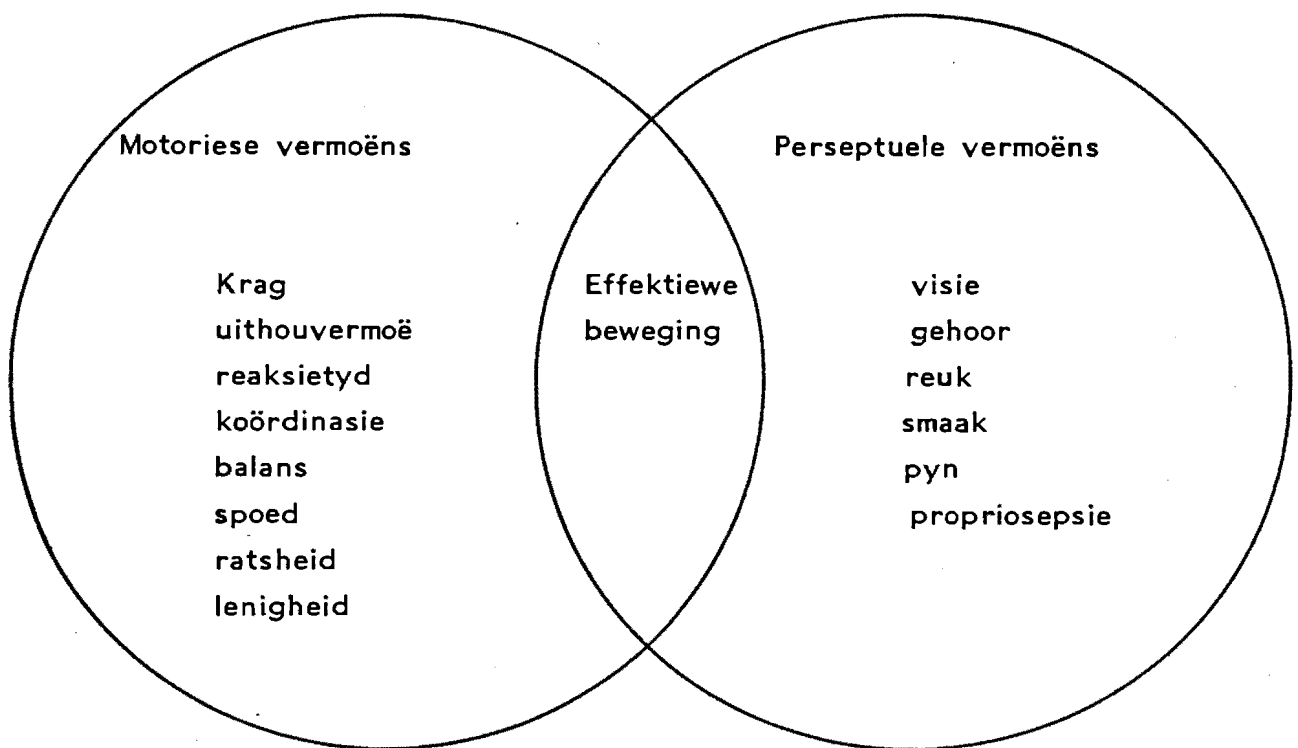 Motoriese vermoëns
Krag
uithouvermoë
reaksietyd
koördinasie
balans
spoed
ratsheid
lenigheid
Effektiewe
beweging
Perseptuele vermoëns
visie
gehoor
reuk
smaak
pyn
propriosepsie